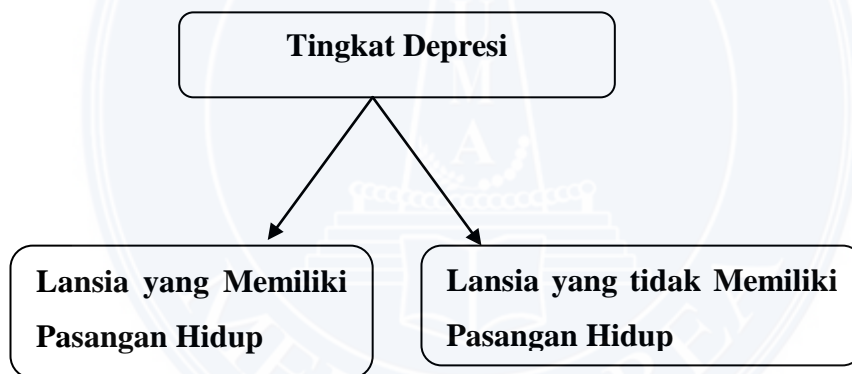 Tingkat Depresi
M
A
Lansia yang Memiliki
Pasangan Hidup
Lansia yang tidak Memiliki
Pasangan Hidup